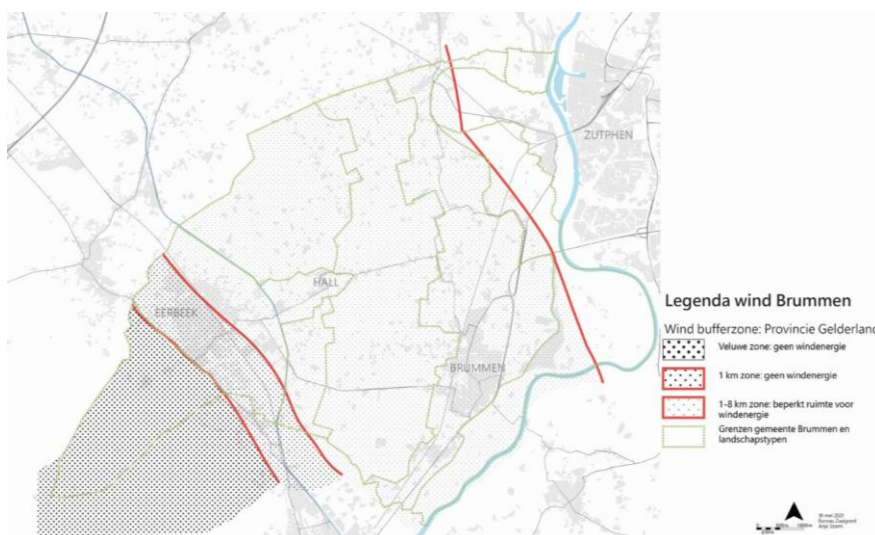 ZUTPHEN
HALL
EERBEEK
BRUMMEN
Legenda wind Brummen
Wind bufferzone: Provincie Gelderland
Veluwe zone: geen windenergie
1 km zone: geen windenergie
1-8 km zone: beperkt ruimte voor
windenergie
Grenzen gemeente Brummen en
landschapstypen